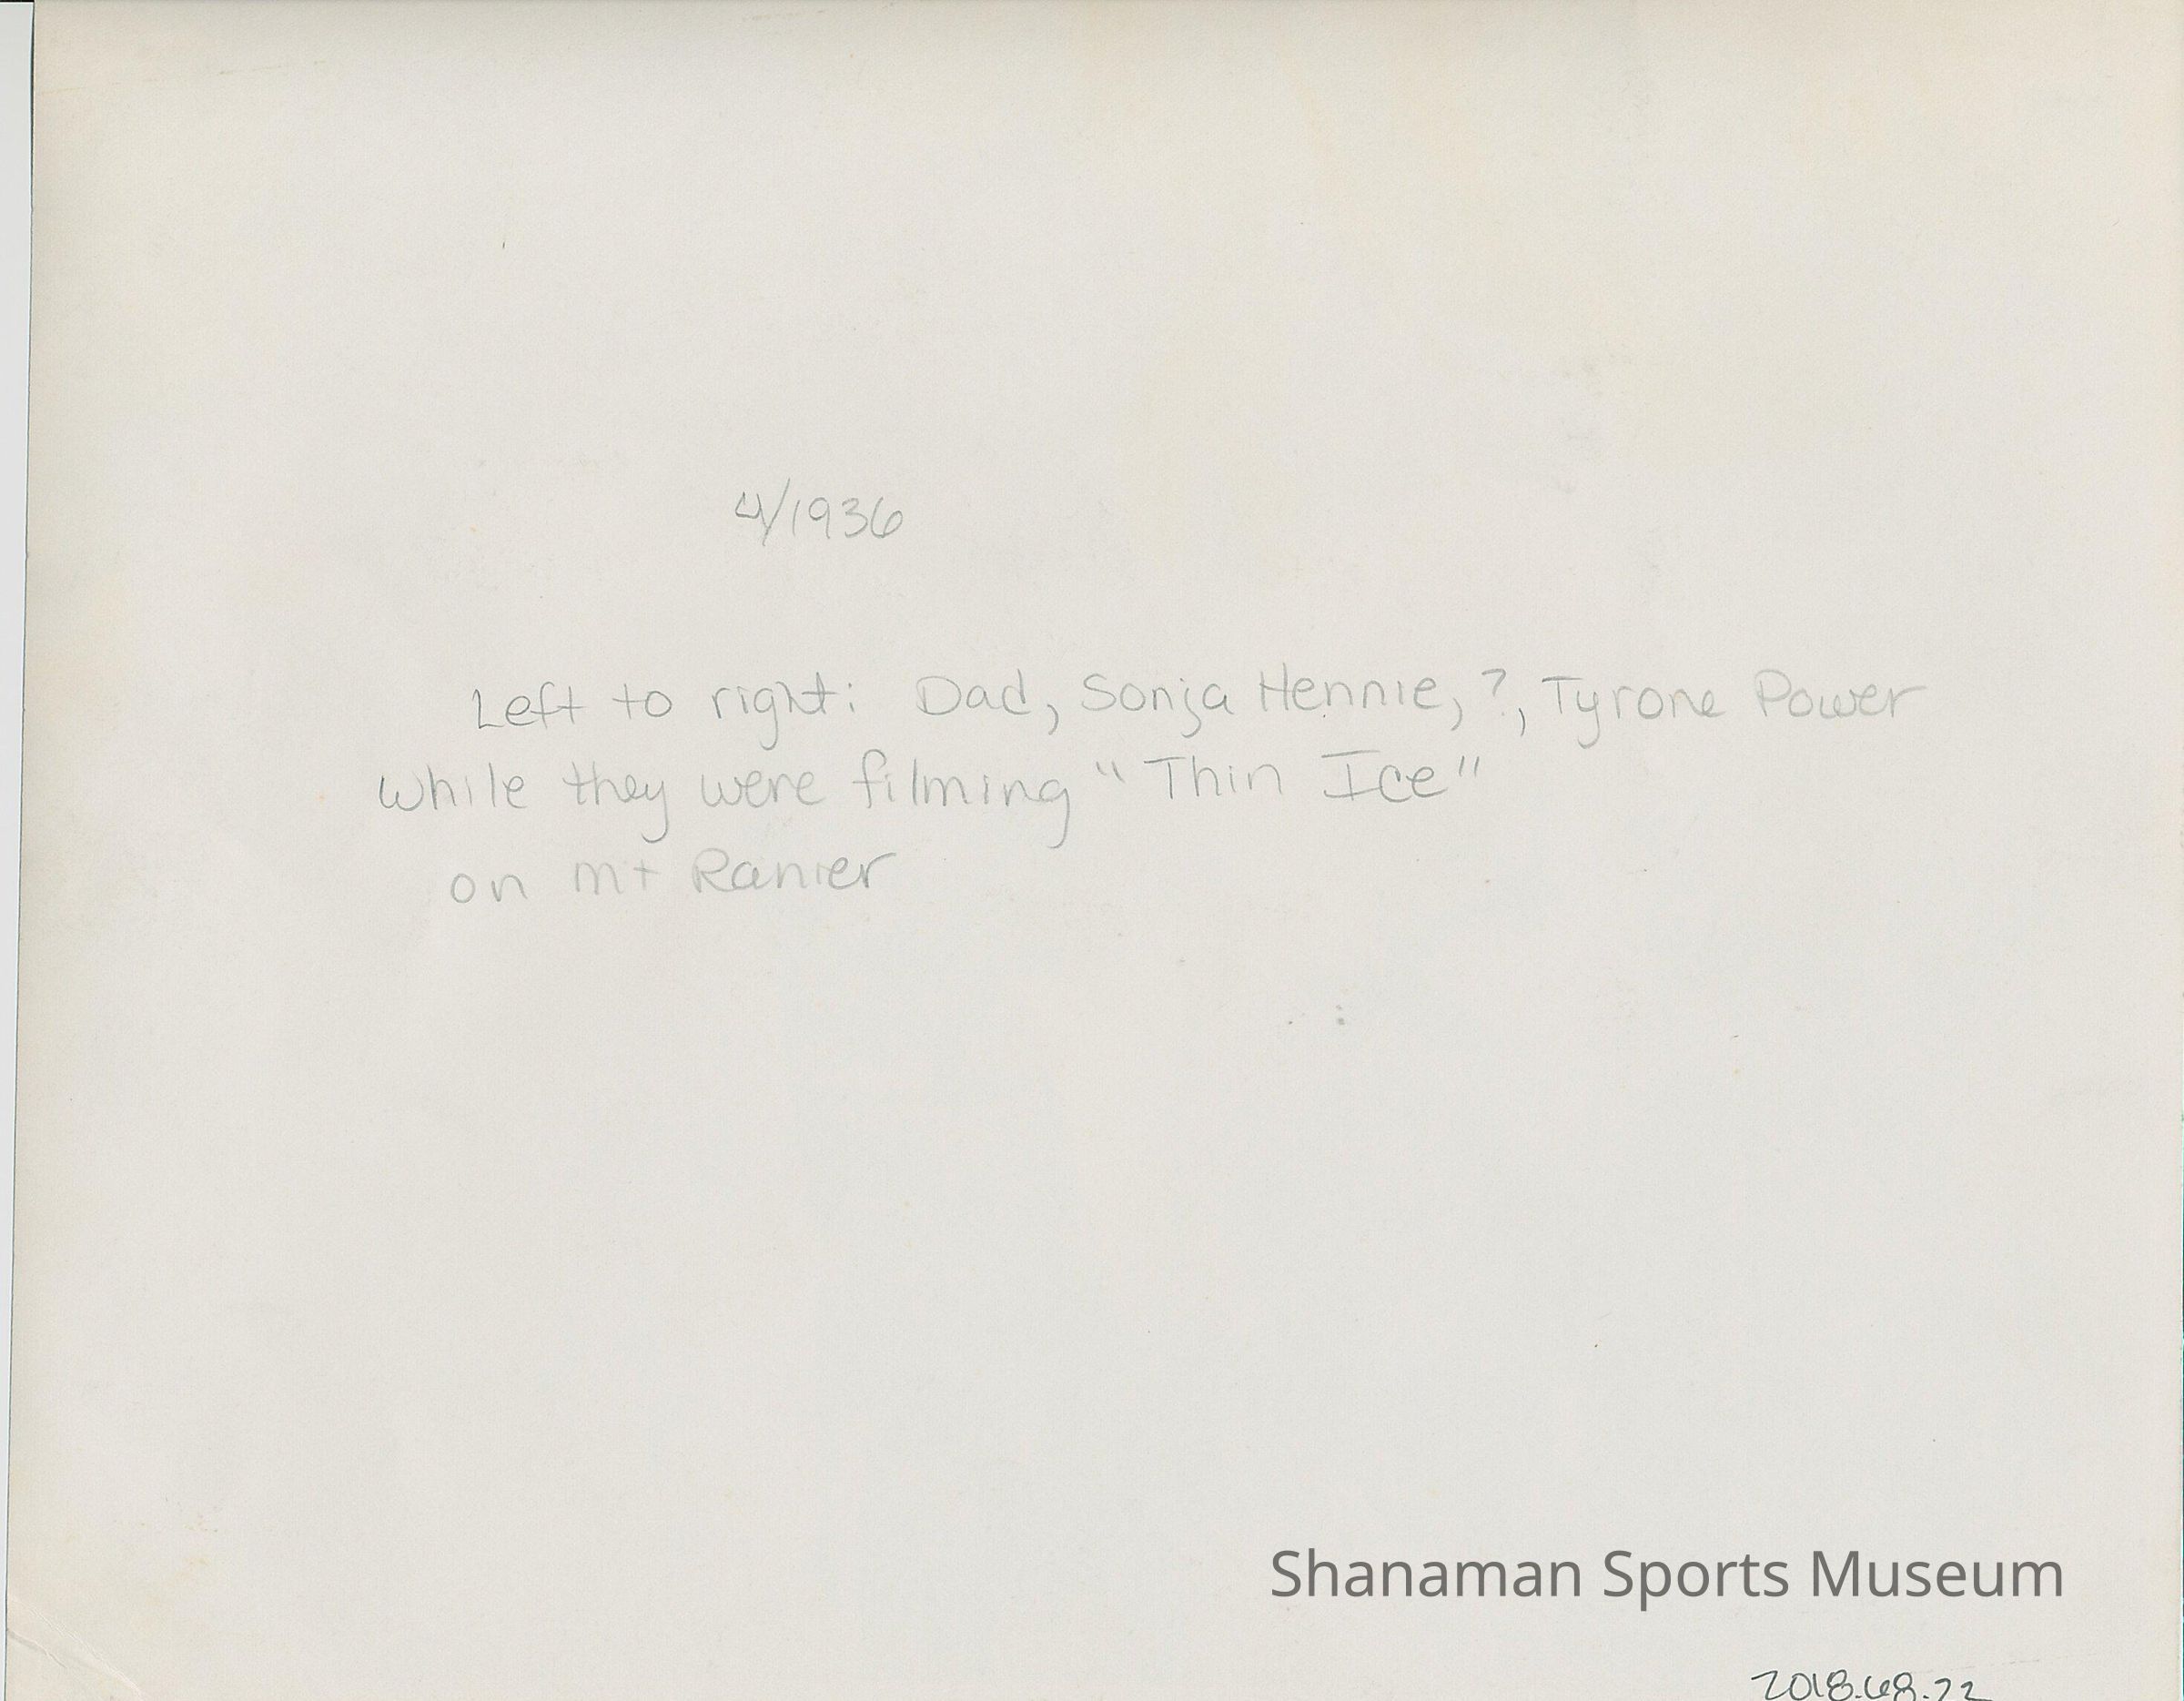 4/1936
Left to right: Dad, Sonja Hennie, ?, Tyrone Power
while they were filming "Thin Ice"
on mt Ranier
Shanaman Sports Museum
2018.68.22